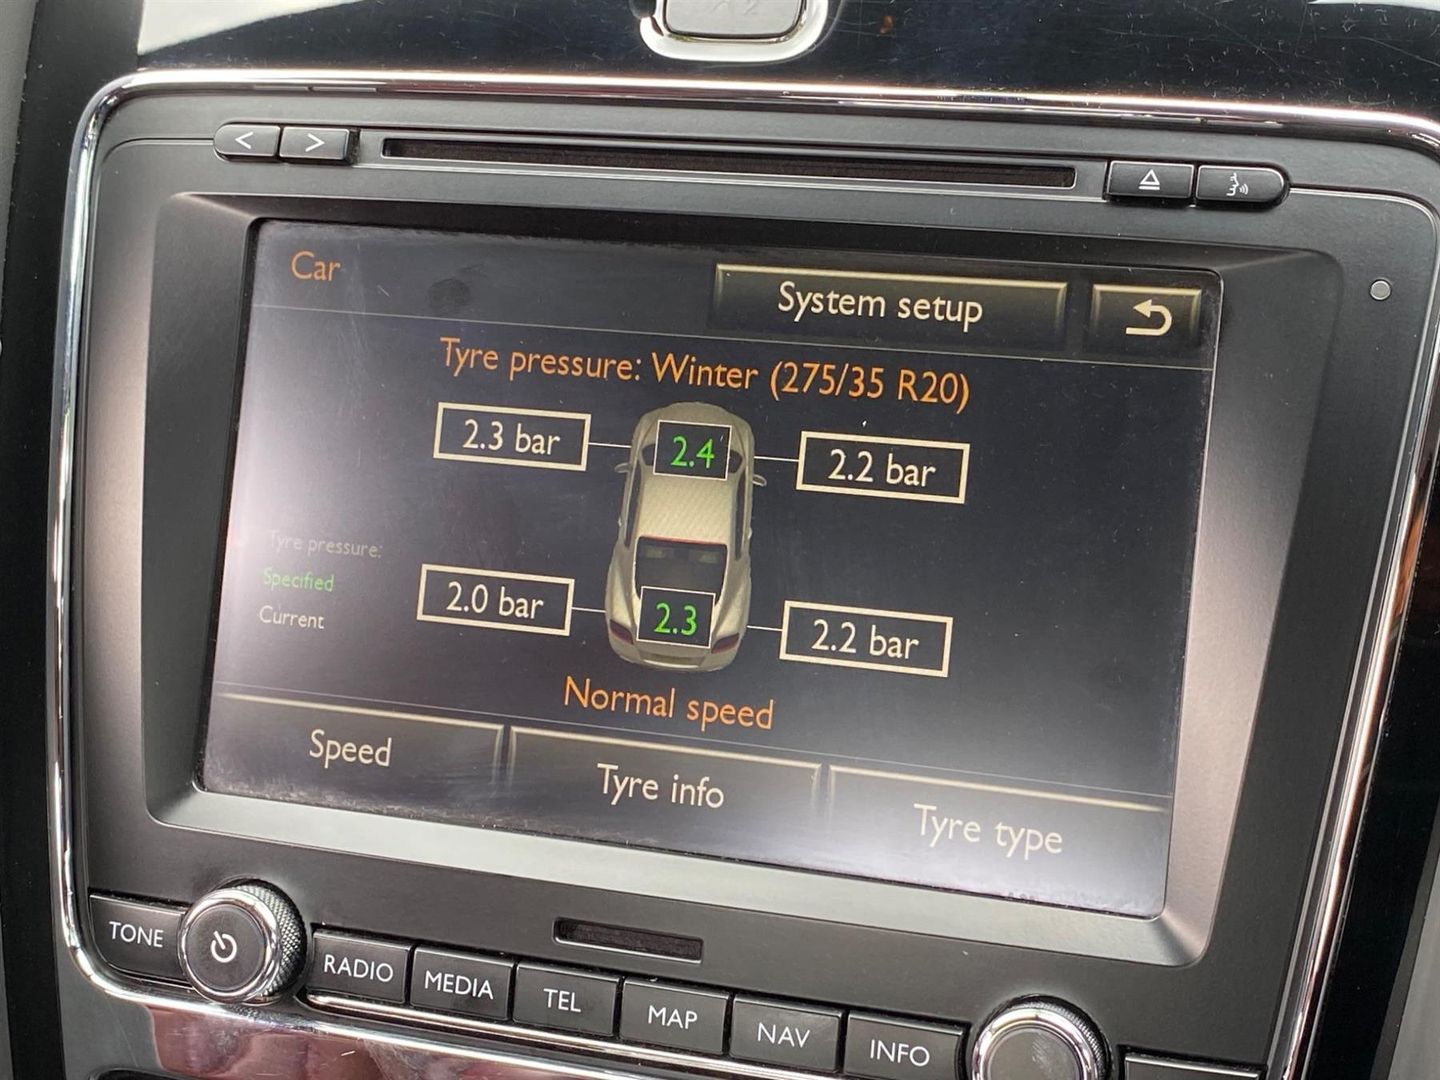 < >
Car
System setup
Tyre pressure: Winter (275/35 R20)
2.3 bar
2.4
2.2 bar
Tyre pressure:
Specified
Current
2.0 bar
2.3
2.2 bar
Normal speed
Speed
Tyre info
Tyre type
TONE
RADIO
MEDIA
TEL
MAP
NAV
INFO